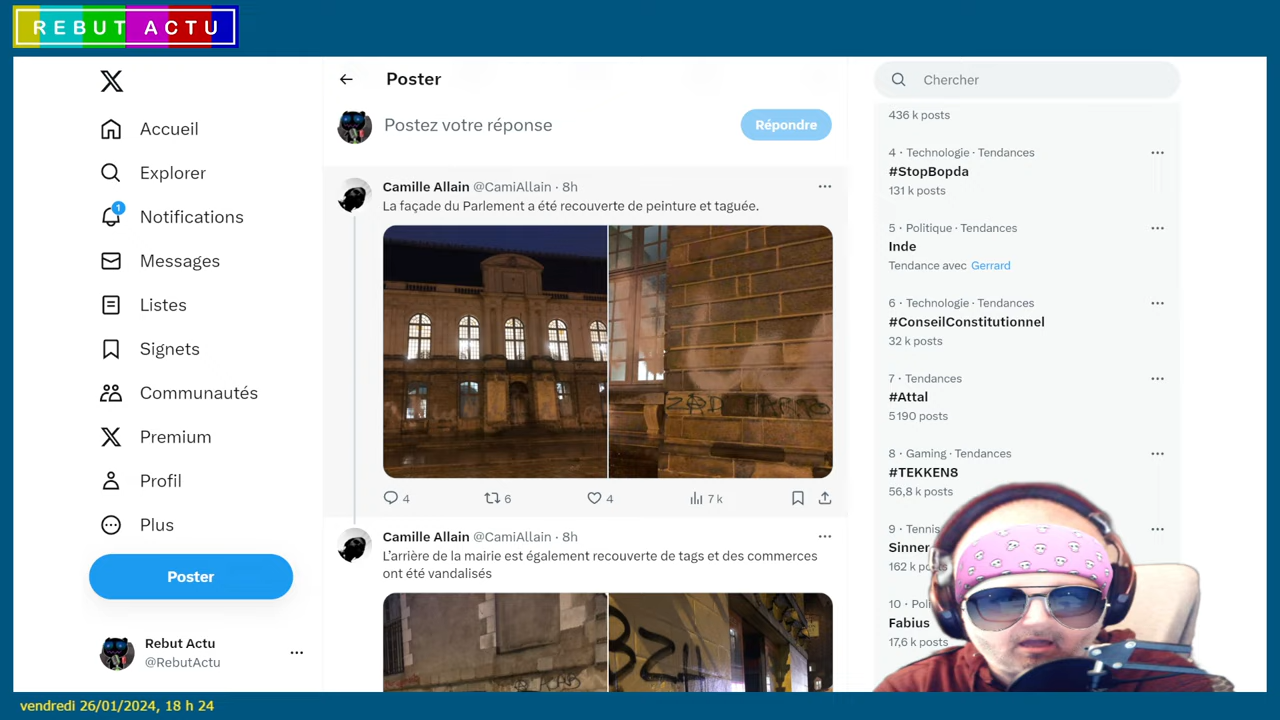 REBUT ACTU
Accueil
Explorer
1
Notifications
Messages
Listes
Signets
Communautés
Premium
Profil
Plus
Poster
Rebut Actu
@RebutActu
Poster
Postez votre réponse
Répondre
Camille Allain @CamiAllain · 8h
La façade du Parlement a été recouverte de peinture et taguée.
4
6
4
7 k
Camille Allain @CamiAllain · 8h
L'arrière de la mairie est également recouverte de tags et des commerces
ont été vandalisés
Chercher
436 k posts
4 · Technologie · Tendances
#StopBopda
131 k posts
5 · Politique · Tendances
Inde
Tendance avec Gerrard
6 · Technologie · Tendances
#ConseilConstitutionnel
32 k posts
7 · Tendances
#Attal
5 190 posts
8 · Gaming · Tendances
#TEKKEN8
56,8 k posts
9 · Tennis
Sinner
162 k
10
Fabius
17,6 k posts
vendredi 26/01/2024, 18 h 24